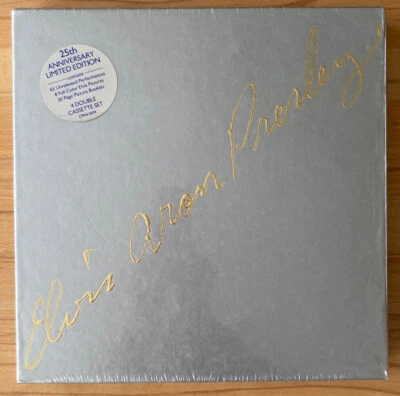 25th
ANNIVERSARY
LIMITED EDITION
contains
65 Unreleased Performances
8 Full Color Elvis Pictures
20 Page Picture Booklet
4 DOUBLE
CASSETTE SET
Elvis Aron Presley